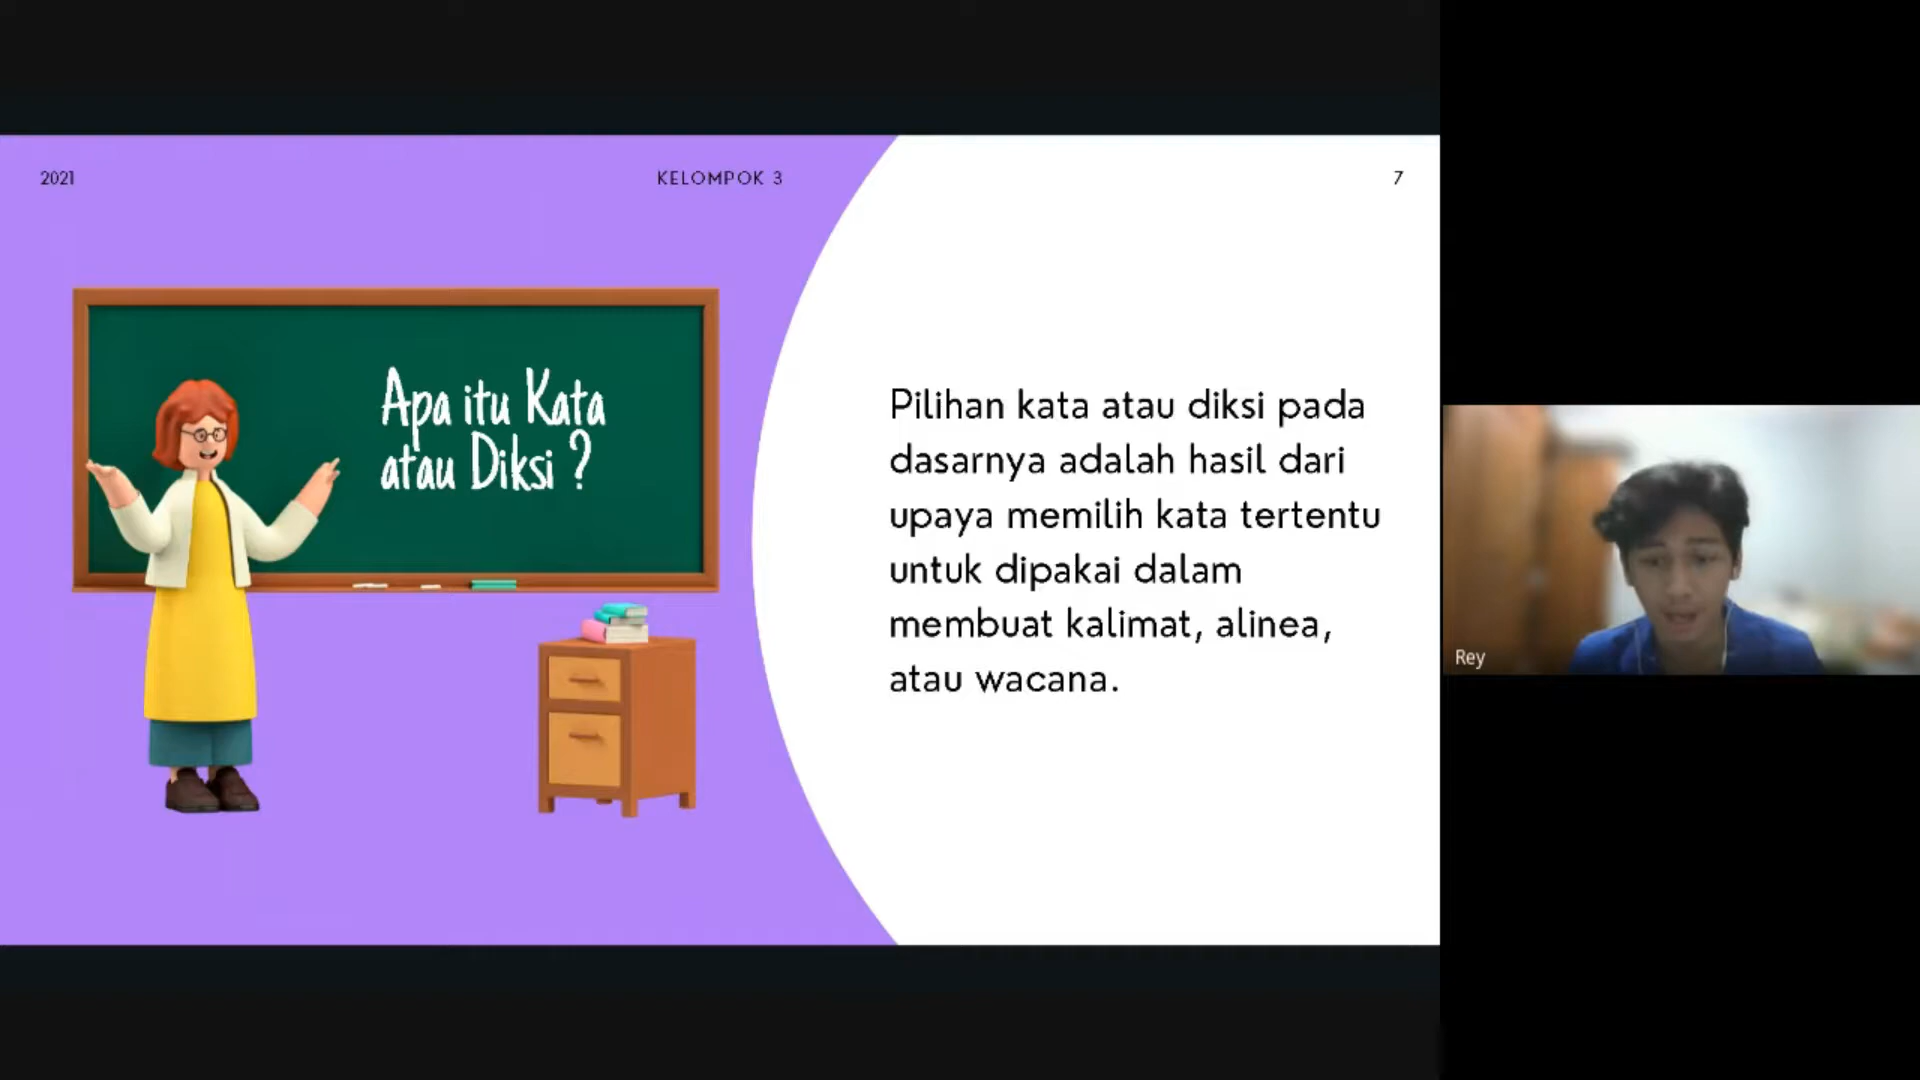 2021
KELOMPOK 3
7
Apa itu Kata
atau Diksi ?
Pilihan kata atau diksi pada
dasarnya adalah hasil dari
upaya memilih kata tertentu
untuk dipakai dalam
membuat kalimat, alinea,
atau wacana.
Rey